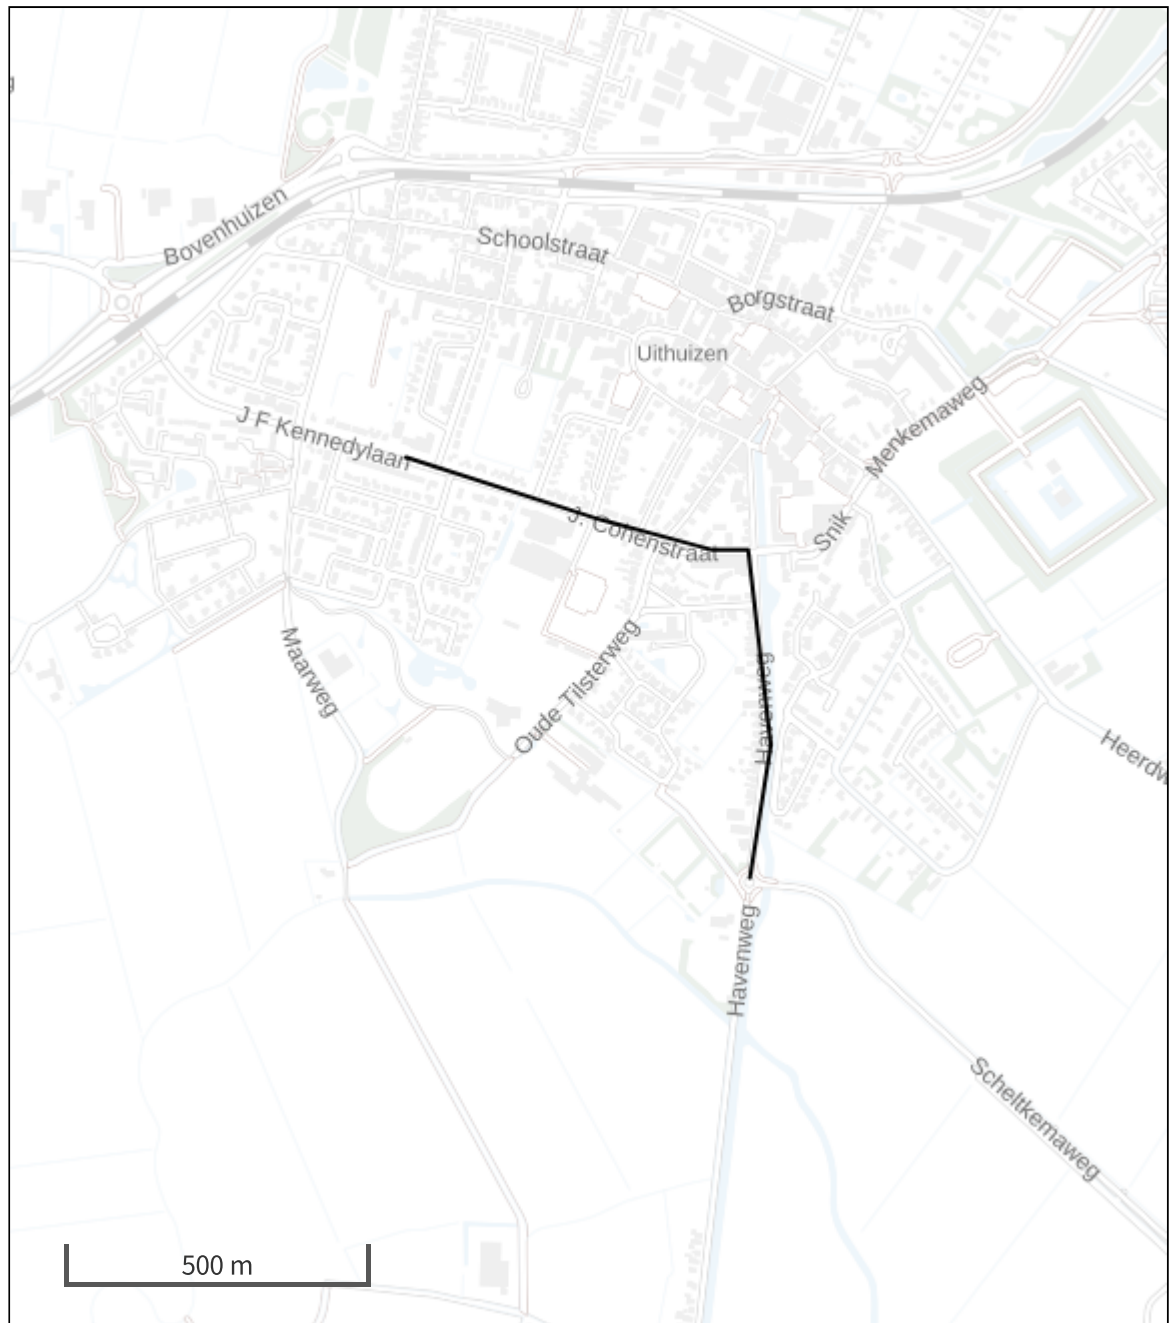 Bovenhuizen
Schoolstraat
Borgstraat
Uithuizen
J F Kennedylaan
Menkemaweg
J. Cohenstraat
Snik
Maarweg
Oude Tilsterweg
Havenweg
Heerdw
Havenweg
Scheltkemaweg
500 m